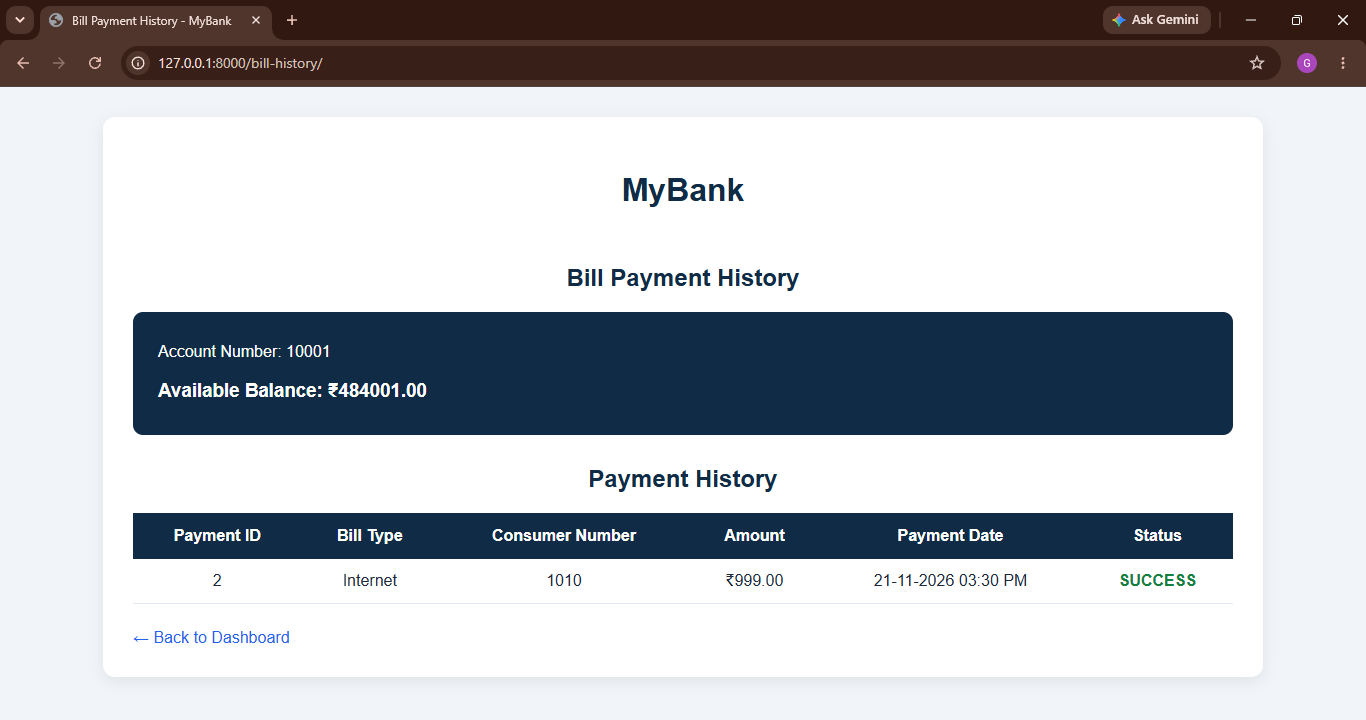 Bill Payment History - MyBank
Ask Gemini
127.0.0.1:8000/bill-history/
G
MyBank
Bill Payment History
Account Number: 10001
Available Balance: ₹484001.00
Payment History
Payment ID Bill Type Consumer Number Amount Payment Date Status
2 Internet 1010 ₹999.00 21-11-2026 03:30 PM SUCCESS
← Back to Dashboard